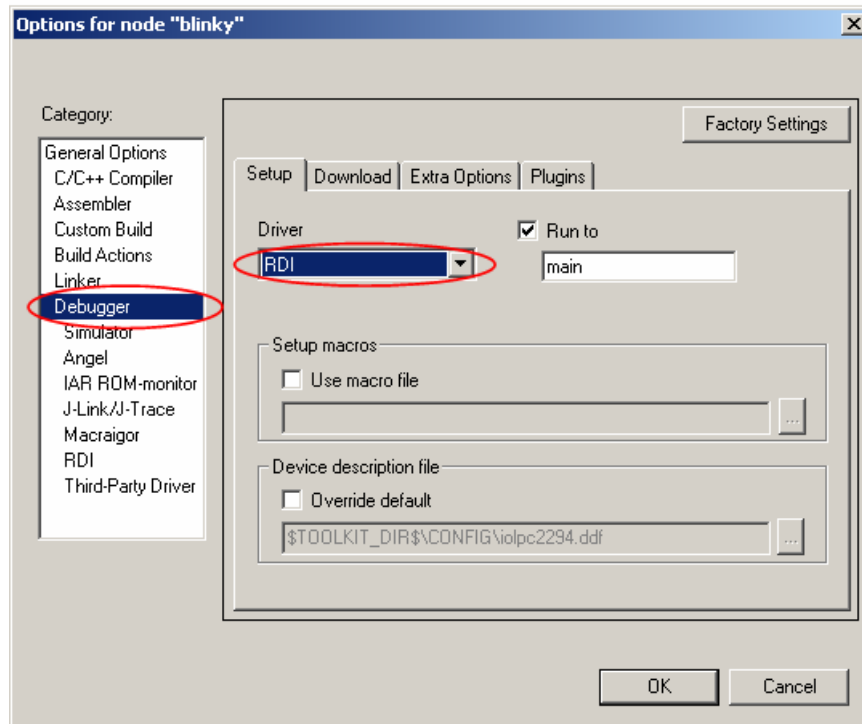 Options for node "blinky"
Category:
Factory Settings
General Options
C/C++ Compiler
Assembler
Custom Build
Build Actions
Linker
Debugger
Simulator
Angel
IAR ROM-monitor
J-Link/J-Trace
Macraigor
RDI
Third-Party Driver
Setup Download Extra Options Plugins
Driver
Run to
RDI
main
Setup macros
Use macro file
...
Device description file
Override default
$TOOLKIT_DIR$\CONFIG\iolpc2294.ddf
...
OK Cancel